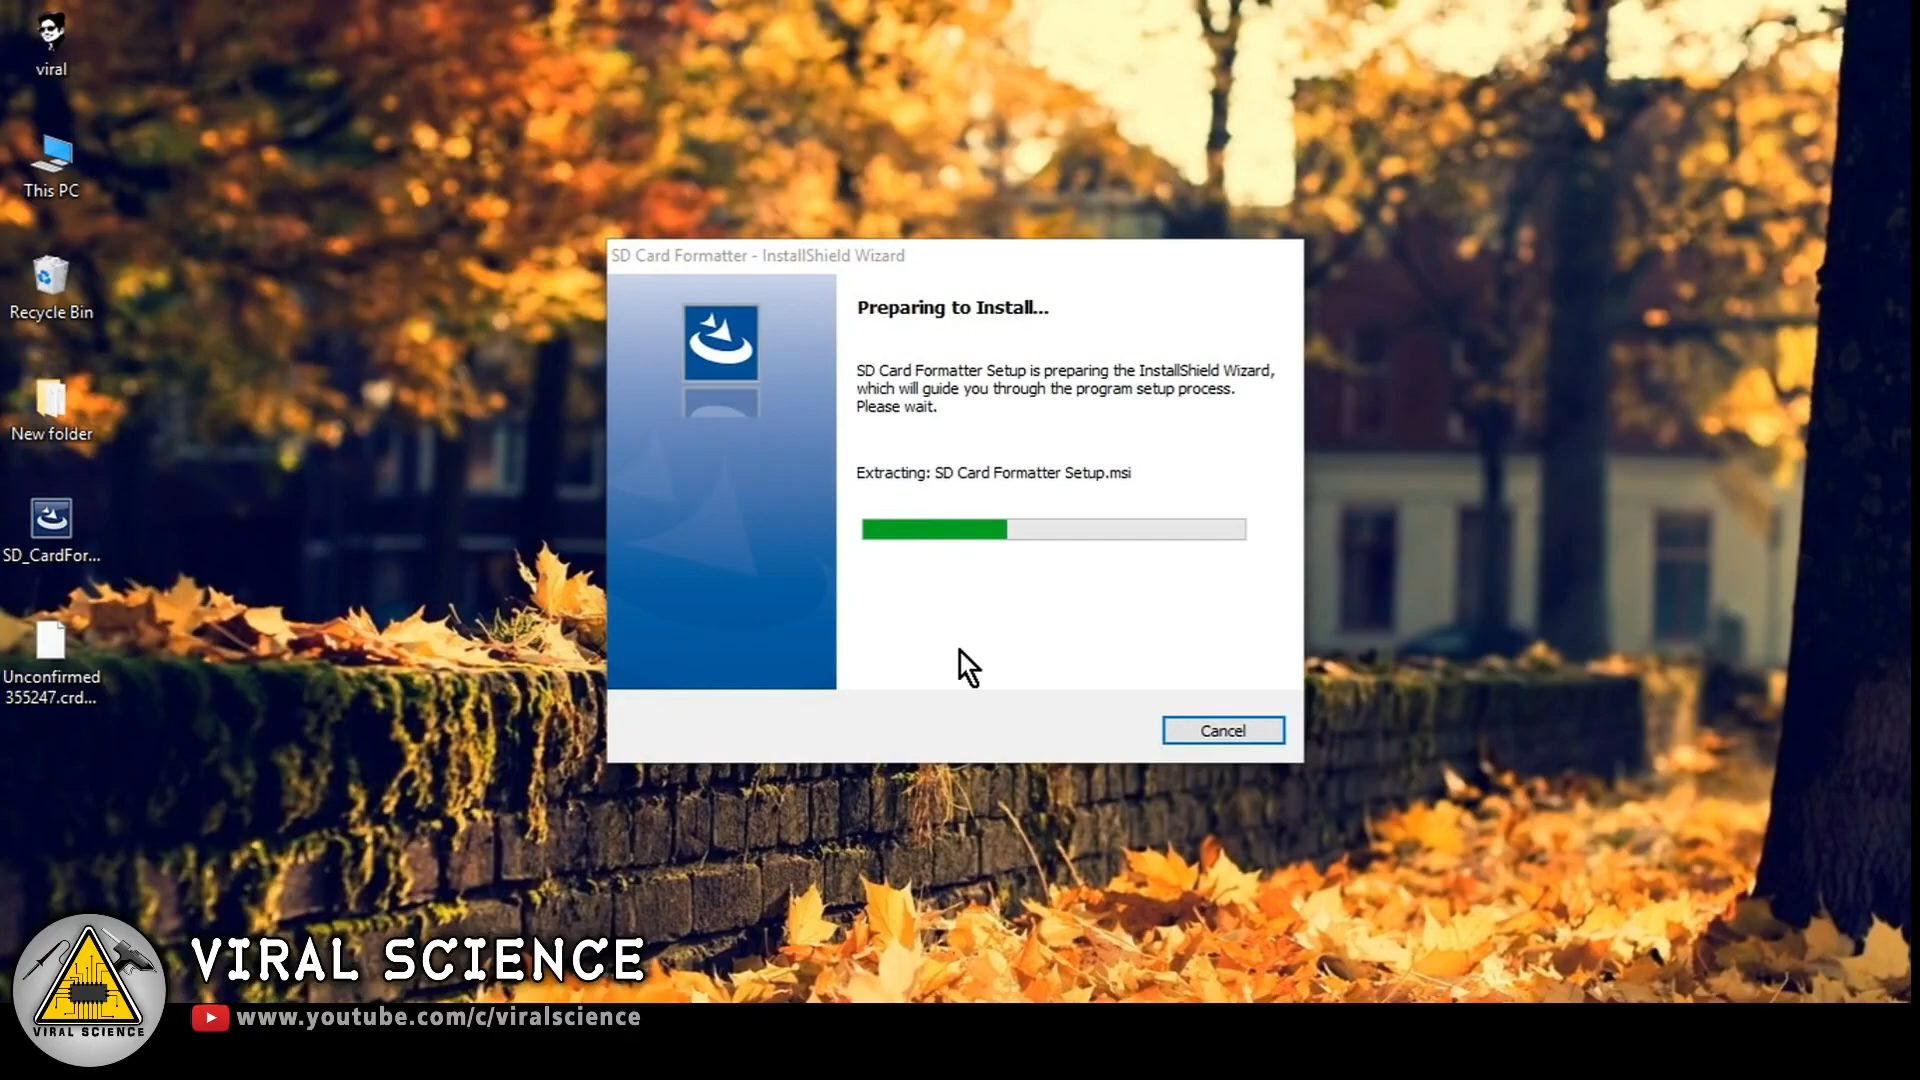 viral
This PC
Recycle Bin
New folder
SD_CardFor...
Unconfirmed
355247.crd...
SD Card Formatter - InstallShield Wizard
Preparing to Install...
SD Card Formatter Setup is preparing the InstallShield Wizard,
which will guide you through the program setup process.
Please wait.
Extracting: SD Card Formatter Setup.msi
Cancel
VIRAL SCIENCE
VIRAL SCIENCE
www.youtube.com/c/viralscience